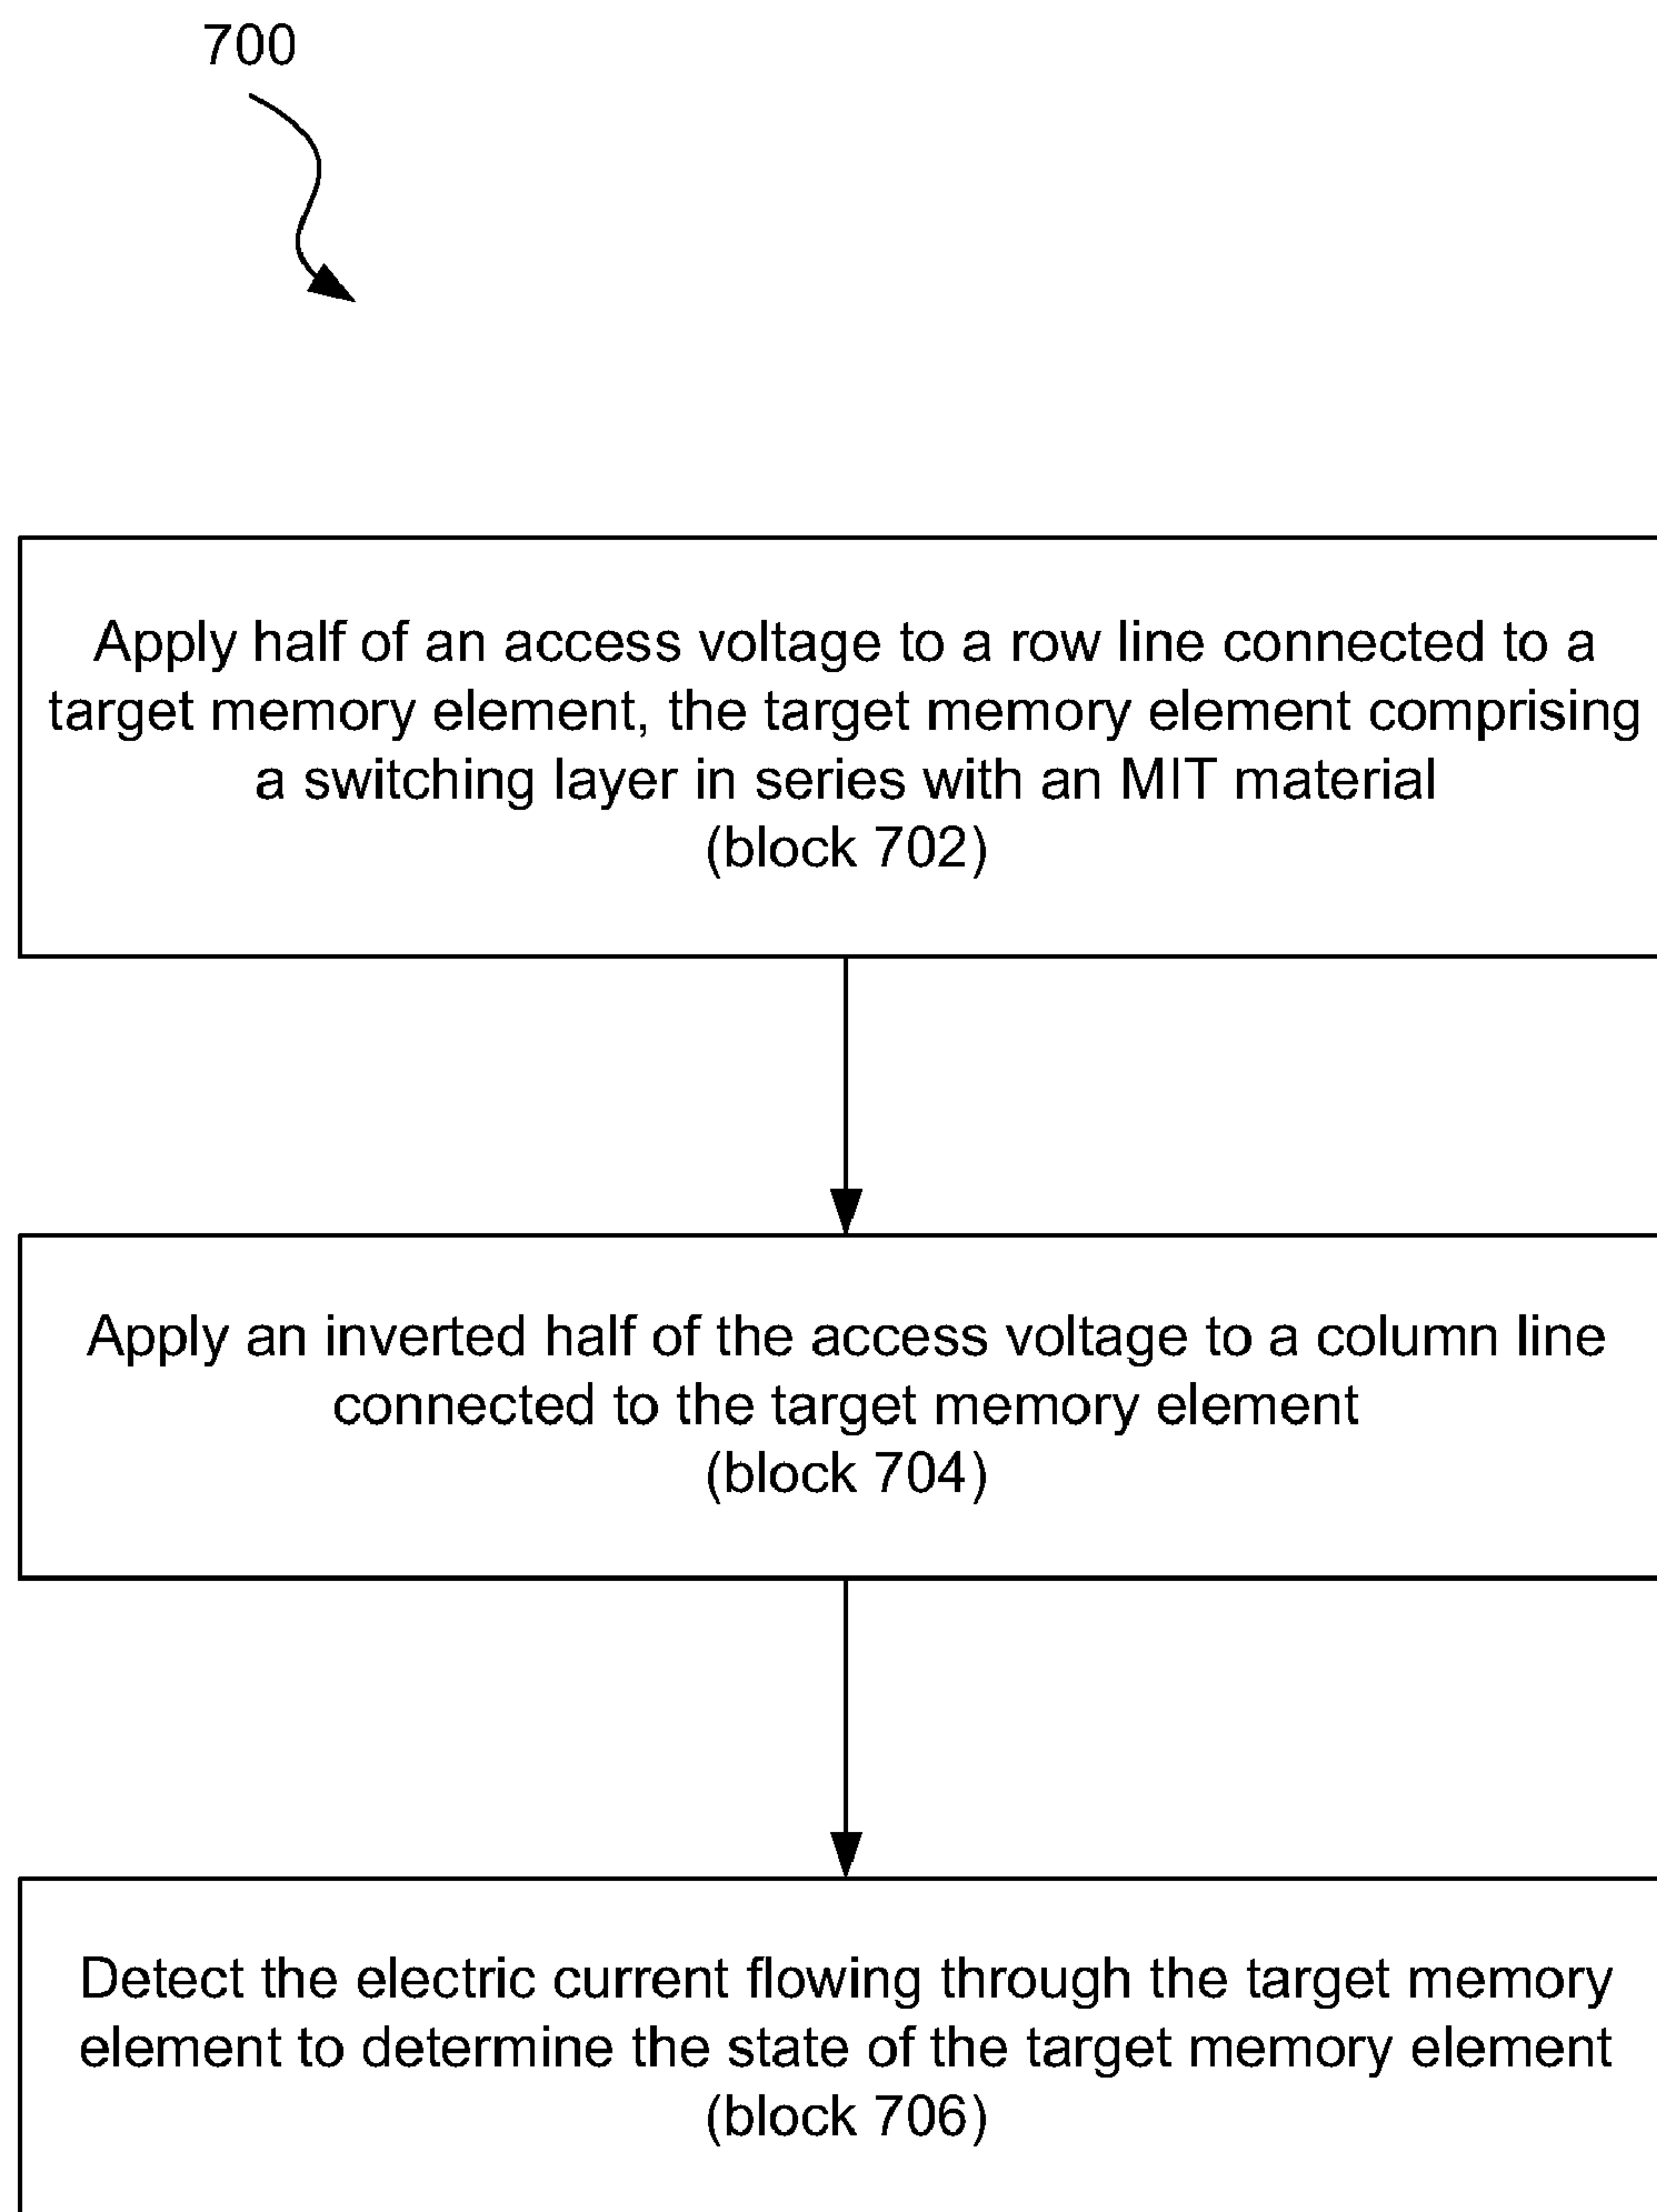 700
Apply half of an access voltage to a row line connected to a
target memory element, the target memory element comprising
a switching layer in series with an MIT material
(block 702)
Apply an inverted half of the access voltage to a column line
connected to the target memory element
(block 704)
Detect the electric current flowing through the target memory
element to determine the state of the target memory element
(block 706)